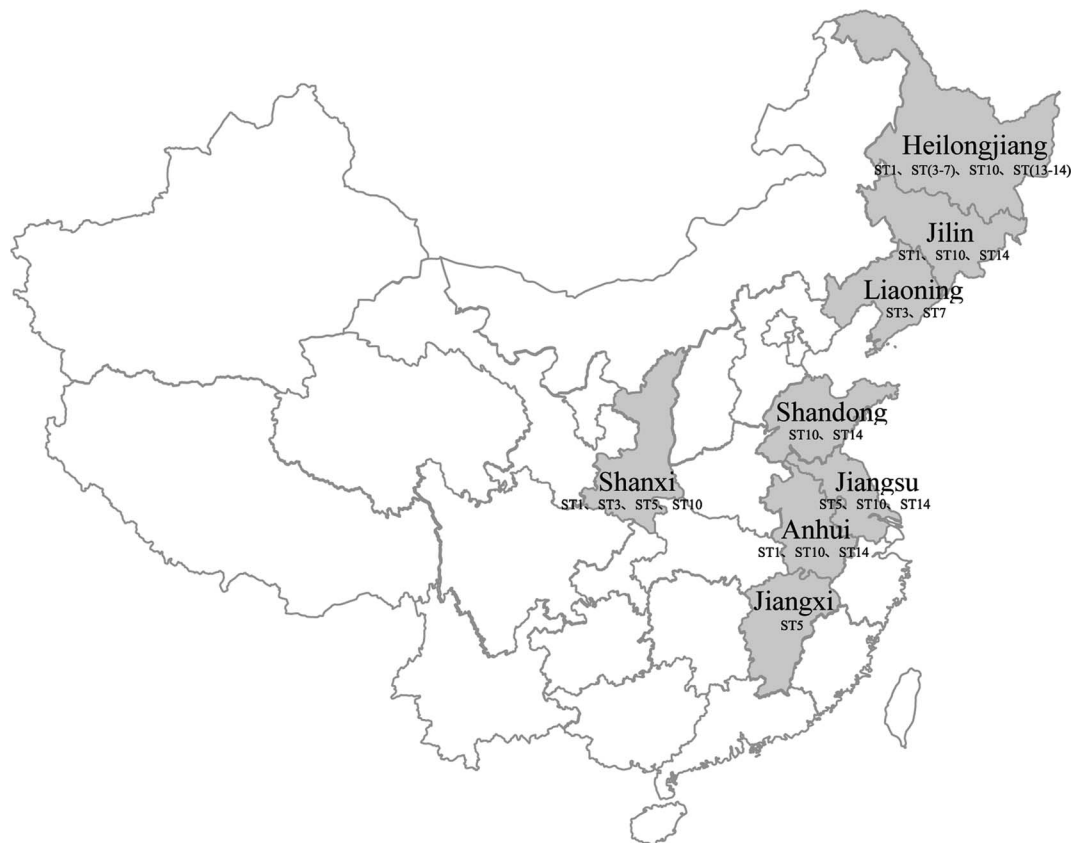 Heilongjiang
ST1、ST(3-7)、ST10、ST(13-14)
Jilin
ST1、ST10、ST14
Liaoning
ST3、ST7
Shandong
ST10、ST14
Shanxi
ST1、ST3、ST5、ST10
Jiangsu
ST5、ST10、ST14
Anhui
ST1、ST10、ST14
Jiangxi
ST5